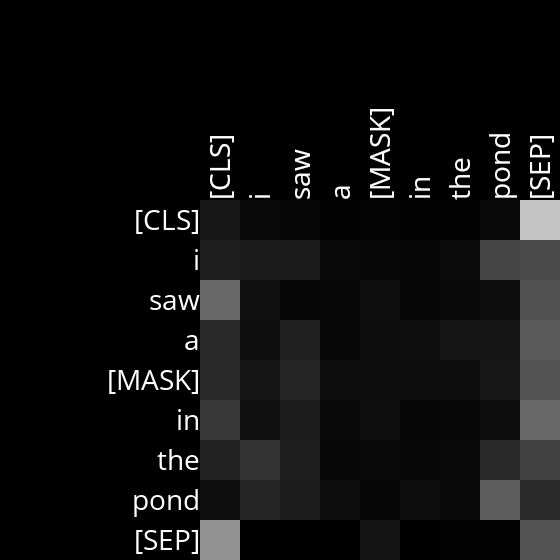 [CLS] i saw a [MASK] in the pond [SEP]
[CLS]
i
saw
a
[MASK]
in
the
pond
[SEP]